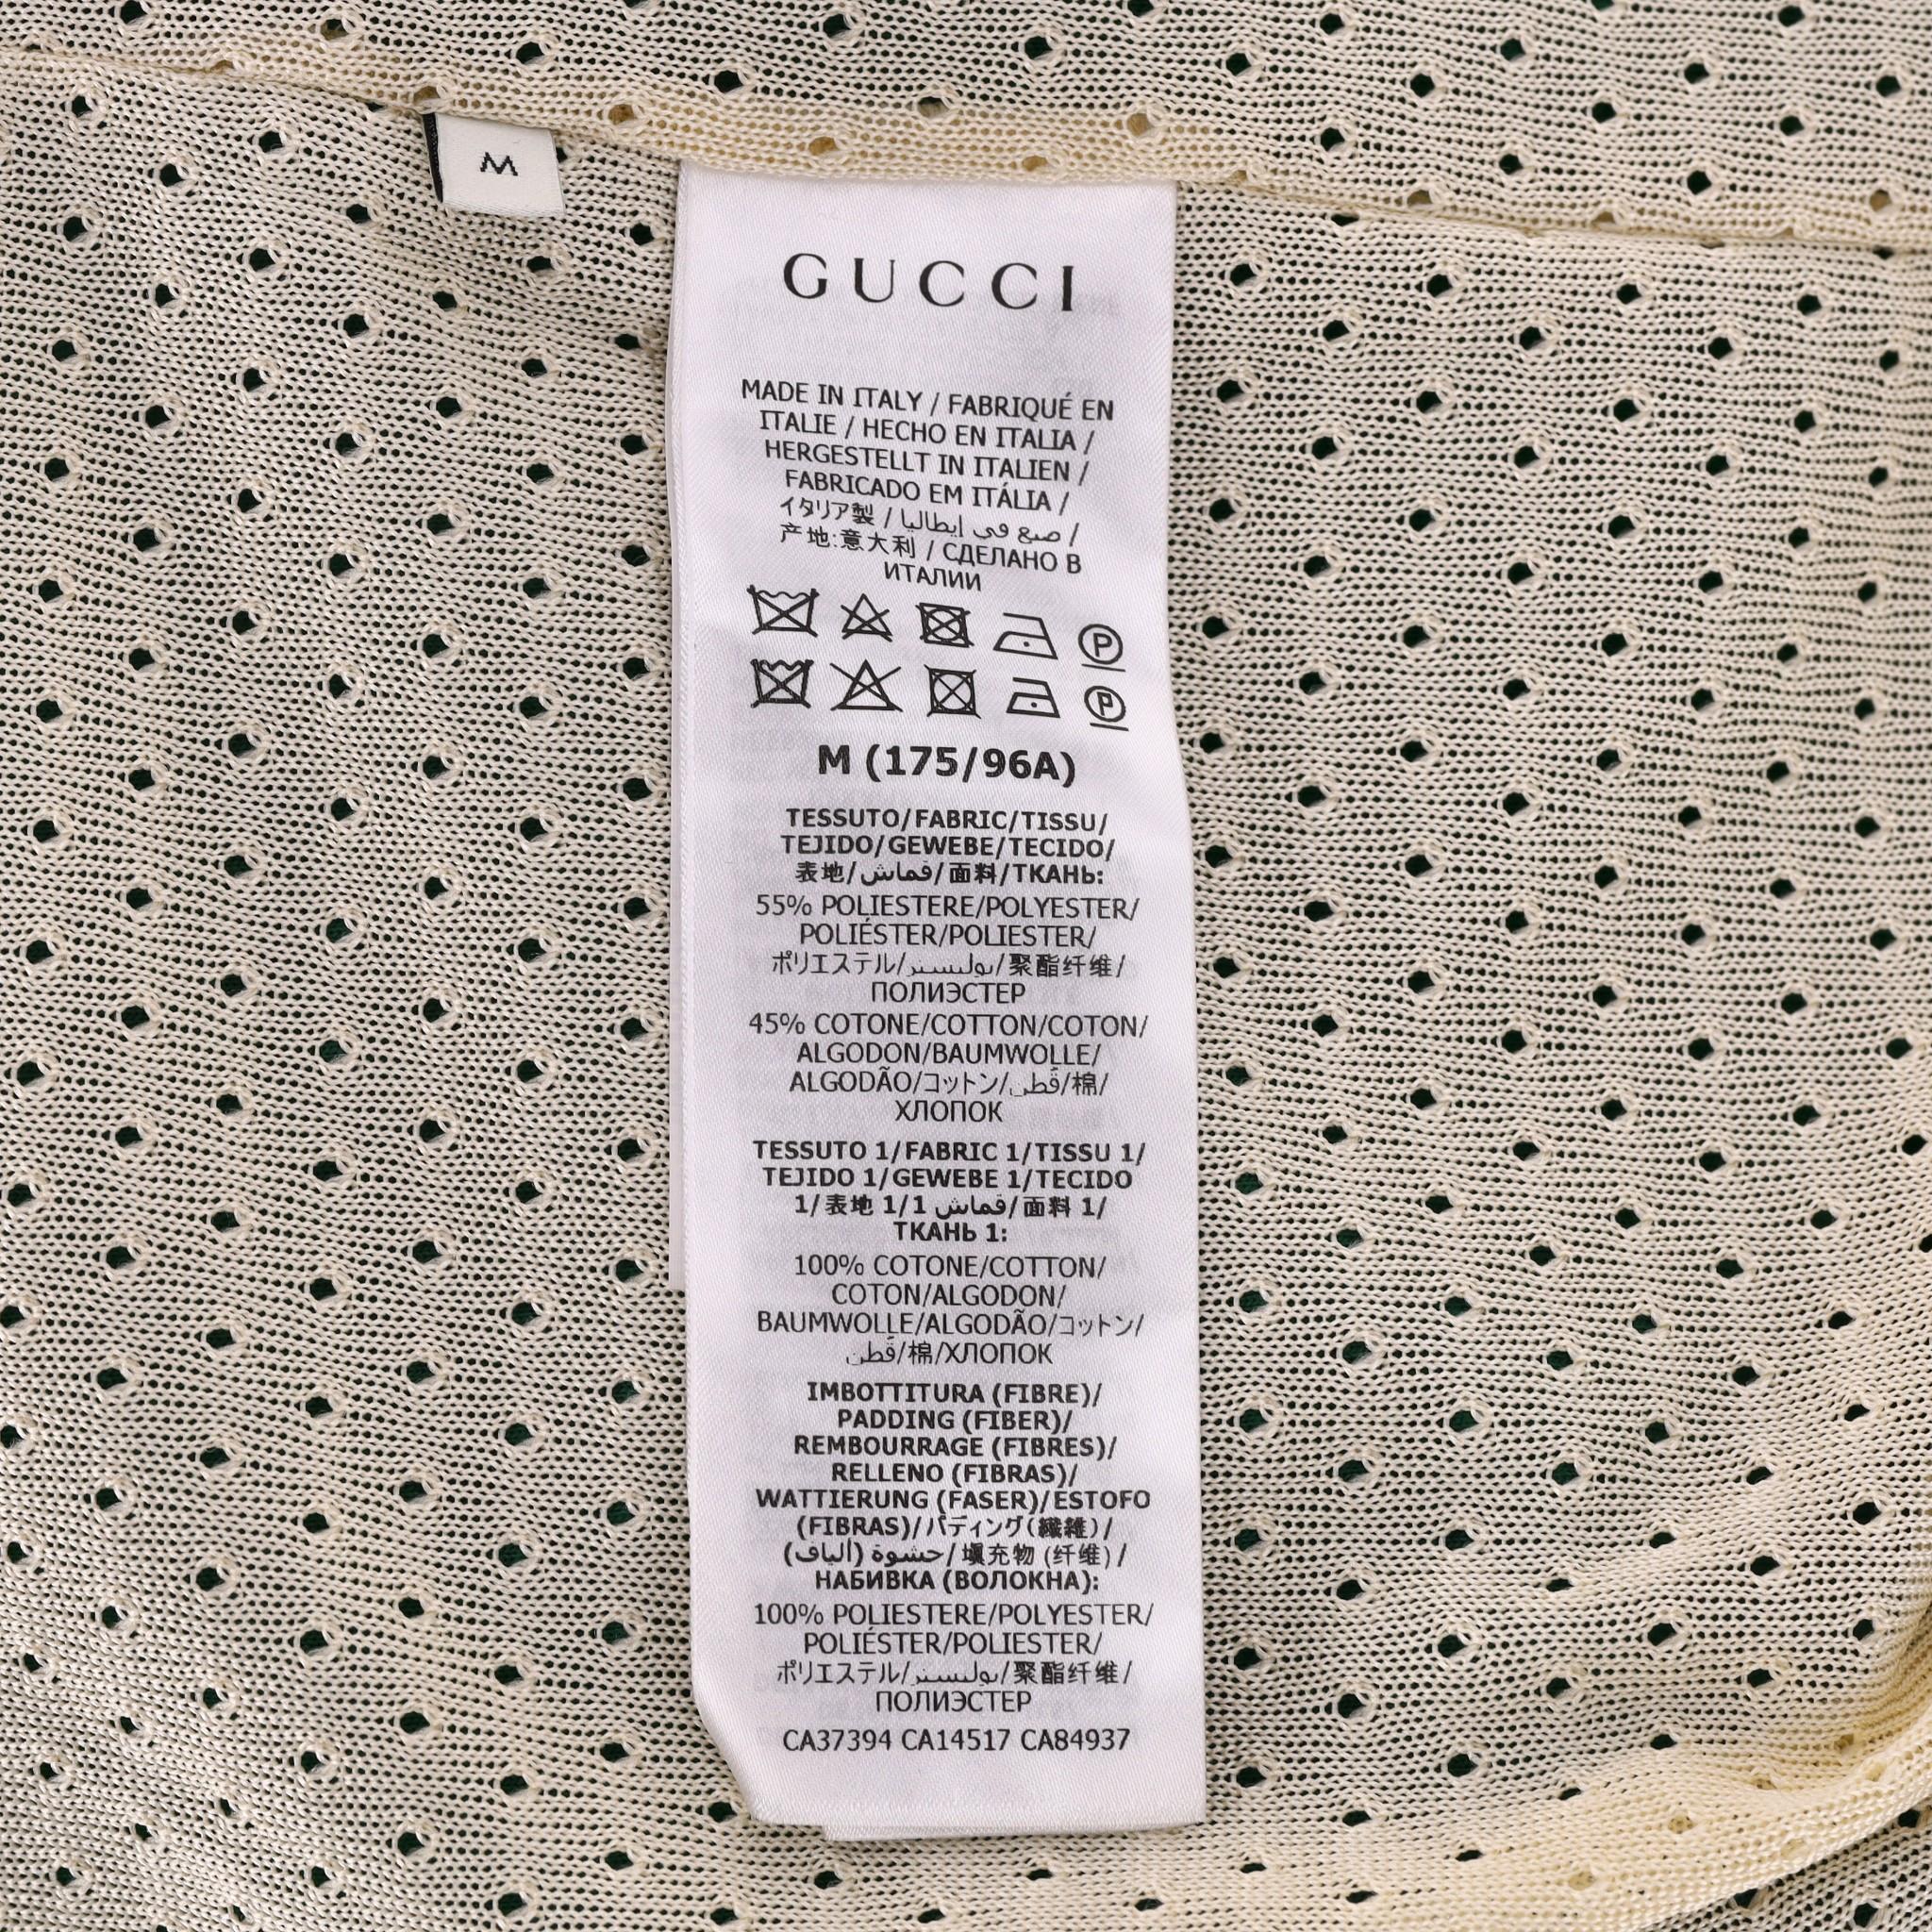 M
GUCCI
MADE IN ITALY / FABRIQUÉ EN
ITALIE / HECHO EN ITALIA /
HERGESTELLT IN ITALIEN /
FABRICADO EM ITÁLIA /
イタリア製 / صنع في إيطاليا /
产地:意大利 / СДЕЛАНО В
ИТАЛИИ
P
P
M (175/96A)
TESSUTO/FABRIC/TISSU/
TEJIDO/GEWEBE/TECIDO/
表地/قماش/面料/ТКАНЬ:
55% POLIESTERE/POLYESTER/
POLIÉSTER/POLIESTER/
ポリエステル/بوليستر/聚酯纤维/
ПОЛИЭСТЕР
45% COTONE/COTTON/COTON/
ALGODON/BAUMWOLLE/
ALGODÃO/コットン/قطن/棉/
ХЛОПОК
TESSUTO 1/FABRIC 1/TISSU 1/
TEJIDO 1/GEWEBE 1/TECIDO
1/表地 1/قماش 1/面料 1/
ТКАНЬ 1:
100% COTONE/COTTON/
COTON/ALGODON/
BAUMWOLLE/ALGODÃO/コットン/
قطن/棉/ХЛОПОК
IMBOTTITURA (FIBRE)/
PADDING (FIBER)/
REMBOURRAGE (FIBRES)/
RELLENO (FIBRAS)/
WATTIERUNG (FASER)/ESTOFO
(FIBRAS)/パディング(繊維)/
حشوة (ألياف)/填充物 (纤维)/
НАБИВКА (ВОЛОКНА):
100% POLIESTERE/POLYESTER/
POLIÉSTER/POLIESTER/
ポリエステル/بوليستر/聚酯纤维/
ПОЛИЭСТЕР
CA37394 CA14517 CA84937